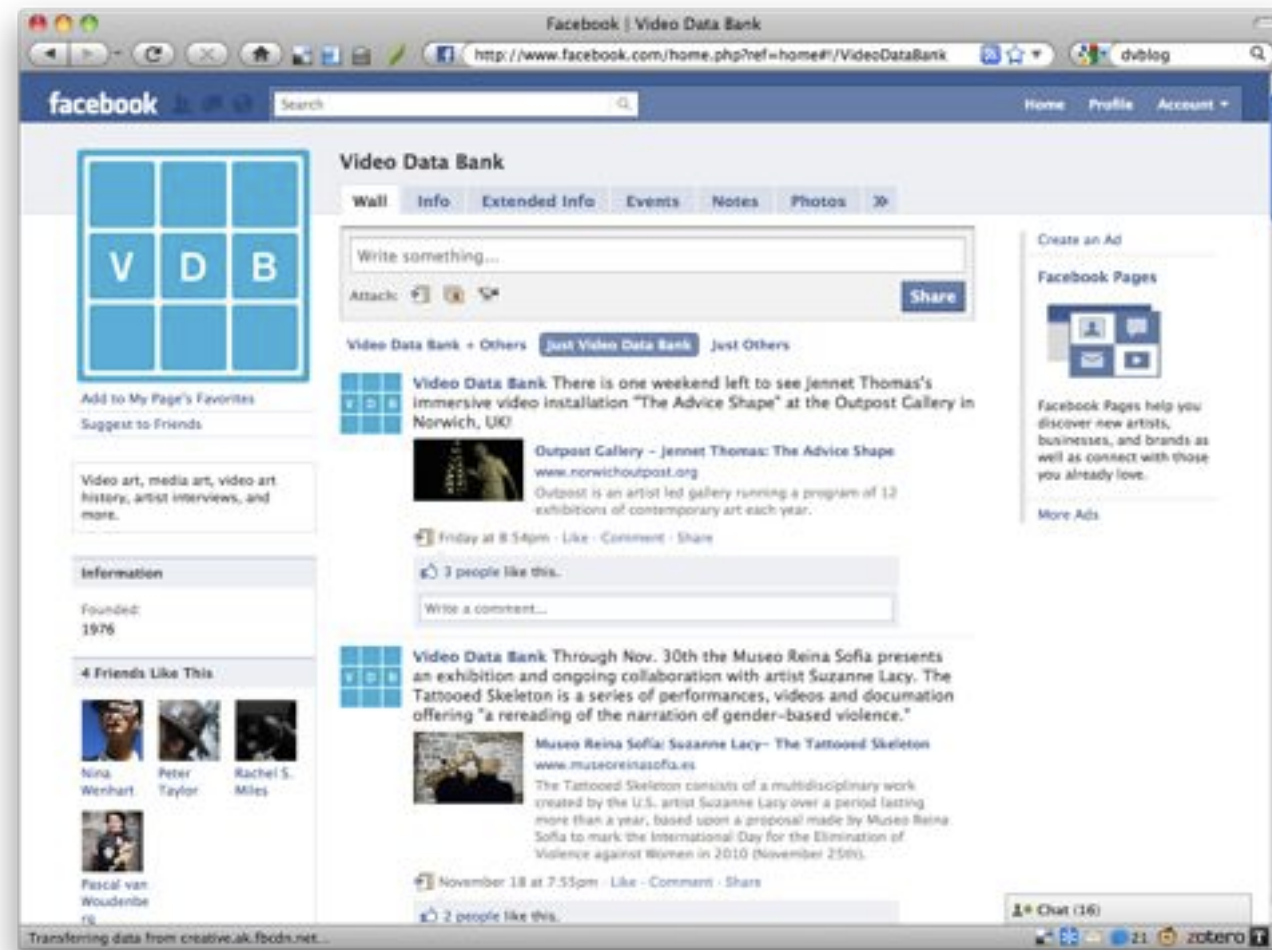 Facebook | Video Data Bank
http://www.facebook.com/home.php?ref=home#!/VideoDataBank
dvblog
facebook
Search
Home Profile Account
V D B
Video Data Bank
Wall Info Extended Info Events Notes Photos »
Write something...
Attach:
Share
Video Data Bank + Others Just Video Data Bank Just Others
Add to My Page's Favorites
Suggest to Friends
Video art, media art, video art
history, artist interviews, and
more.
Information
Founded:
1976
4 Friends Like This
Nina
Wenhart
Peter
Taylor
Rachel S.
Miles
Pascal van
Woudenbe
rg
V D B
Video Data Bank There is one weekend left to see Jennet Thomas's
immersive video installation "The Advice Shape" at the Outpost Gallery in
Norwich, UK!
Outpost Gallery - Jennet Thomas: The Advice Shape
www.norwichoutpost.org
Outpost is an artist led gallery running a program of 12
exhibitions of contemporary art each year.
Friday at 8:54pm · Like · Comment · Share
3 people like this.
Write a comment...
V D B
Video Data Bank Through Nov. 30th the Museo Reina Sofia presents
an exhibition and ongoing collaboration with artist Suzanne Lacy. The
Tattooed Skeleton is a series of performances, videos and documation
offering "a rereading of the narration of gender-based violence."
Museo Reina Sofía: Suzanne Lacy- The Tattooed Skeleton
www.museoreinasofia.es
The Tattooed Skeleton consists of a multidisciplinary work
created by the U.S. artist Suzanne Lacy over a period lasting
more than a year, based upon a proposal made by Museo Reina
Sofia to mark the International Day for the Elimination of
Violence against Women in 2010 (November 25th).
November 18 at 7:55pm · Like · Comment · Share
2 people like this.
Create an Ad
Facebook Pages
Facebook Pages help you
discover new artists,
businesses, and brands as
well as connect with those
you already love.
More Ads
Chat (16)
Transferring data from creative.ak.fbcdn.net...
21 zotero